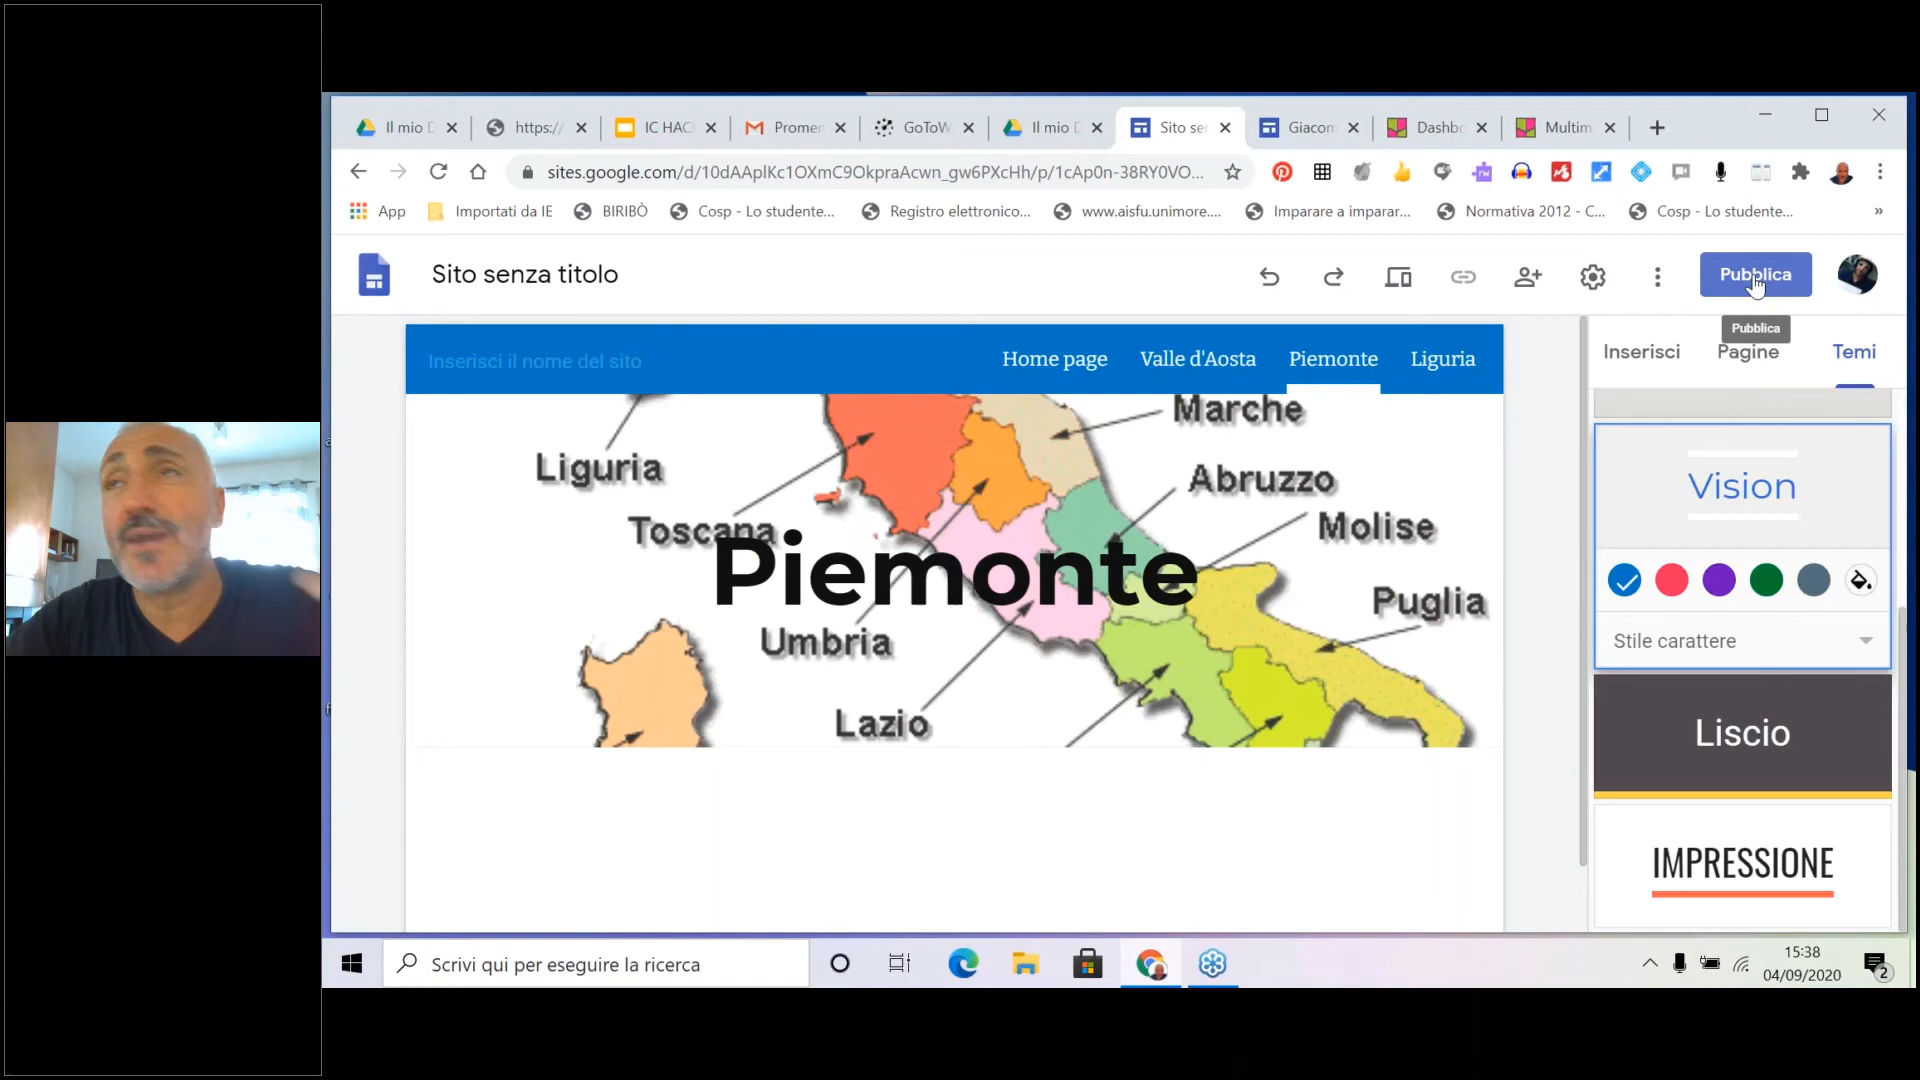 Il mio D
https://
IC HAC
Promem
GoToW
Il mio D
Sito sen
Giacom
Dashbo
Multim
sites.google.com/d/10dAAplKc1OXmC9OkpraAcwn_gw6PXcHh/p/1cAp0n-38RY0VO...
App
Importati da IE
BIRIBÒ
Cosp - Lo studente...
Registro elettronico...
www.aisfu.unimore....
Imparare a imparar...
Normativa 2012 - C...
Cosp - Lo studente...
»
Sito senza titolo
Pubblica
Pubblica
Inserisci
Pagine
Temi
Inserisci il nome del sito
Home page
Valle d'Aosta
Piemonte
Liguria
Marche
Liguria
Abruzzo
Toscana
Molise
Piemonte
Puglia
Umbria
Lazio
Vision
Stile carattere
Liscio
IMPRESSIONE
Scrivi qui per eseguire la ricerca
15:38
04/09/2020
2